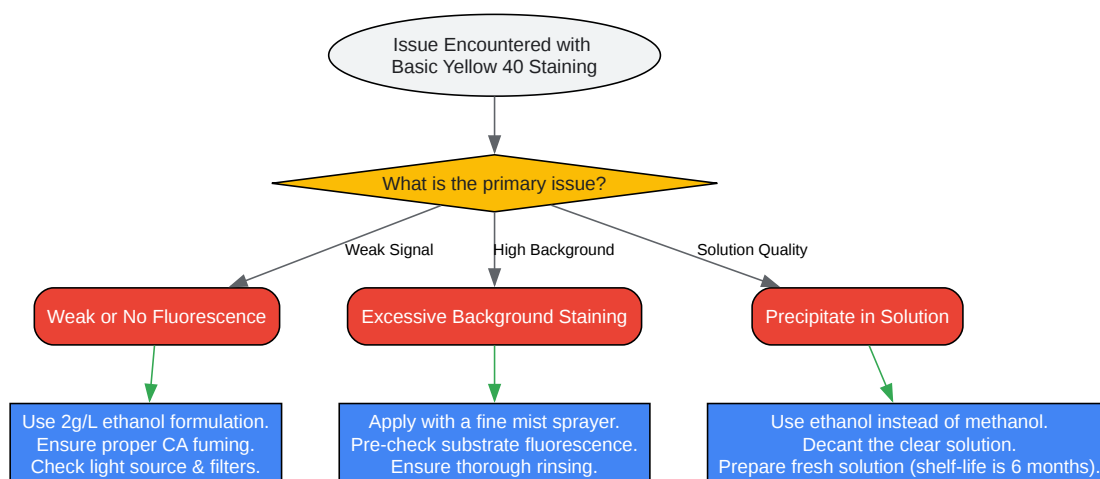 Issue Encountered with
Basic Yellow 40 Staining
What is the primary issue?
Weak Signal
High Background
Solution Quality
Weak or No Fluorescence
Excessive Background Staining
Precipitate in Solution
Use 2g/L ethanol formulation.
Ensure proper CA fuming.
Check light source & filters.
Apply with a fine mist sprayer.
Pre-check substrate fluorescence.
Ensure thorough rinsing.
Use ethanol instead of methanol.
Decant the clear solution.
Prepare fresh solution (shelf-life is 6 months).